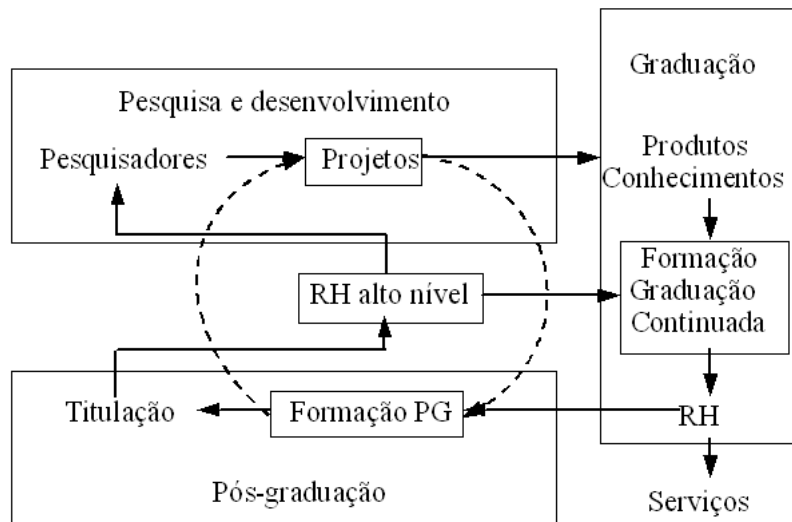 Graduação
Pesquisa e desenvolvimento
Pesquisadores
Projetos
Produtos
Conhecimentos
Formação
Graduação
Continuada
RH alto nível
Titulação
Formação PG
RH
Pós-graduação
Serviços